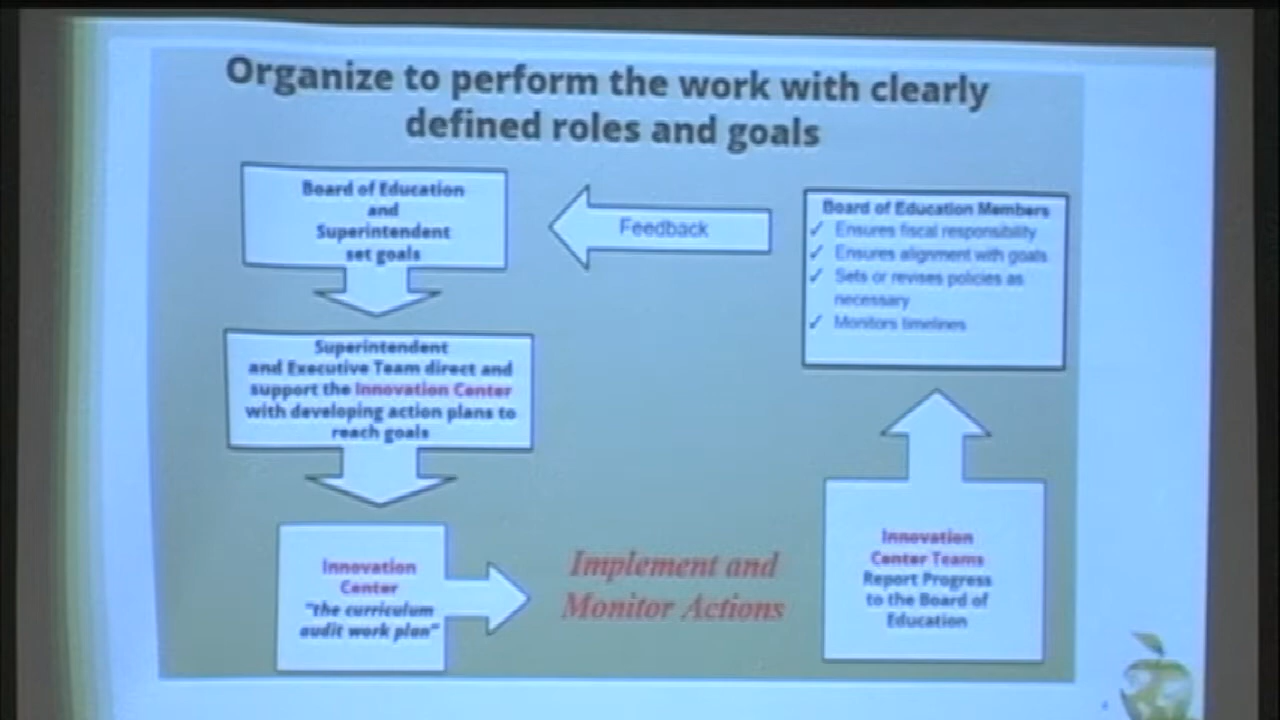 Organize to perform the work with clearly
defined roles and goals
Board of Education
and
Superintendent
set goals
Feedback
Board of Education Members
✓ Ensures fiscal responsibility
✓ Ensures alignment with goals
✓ Sets or revises policies as
necessary
✓ Monitors timelines
Superintendent
and Executive Team direct and
support the Innovation Center
with developing action plans to
reach goals
Innovation
Center
"the curriculum
audit work plan"
Implement and
Monitor Actions
Innovation
Center Teams
Report Progress
to the Board of
Education